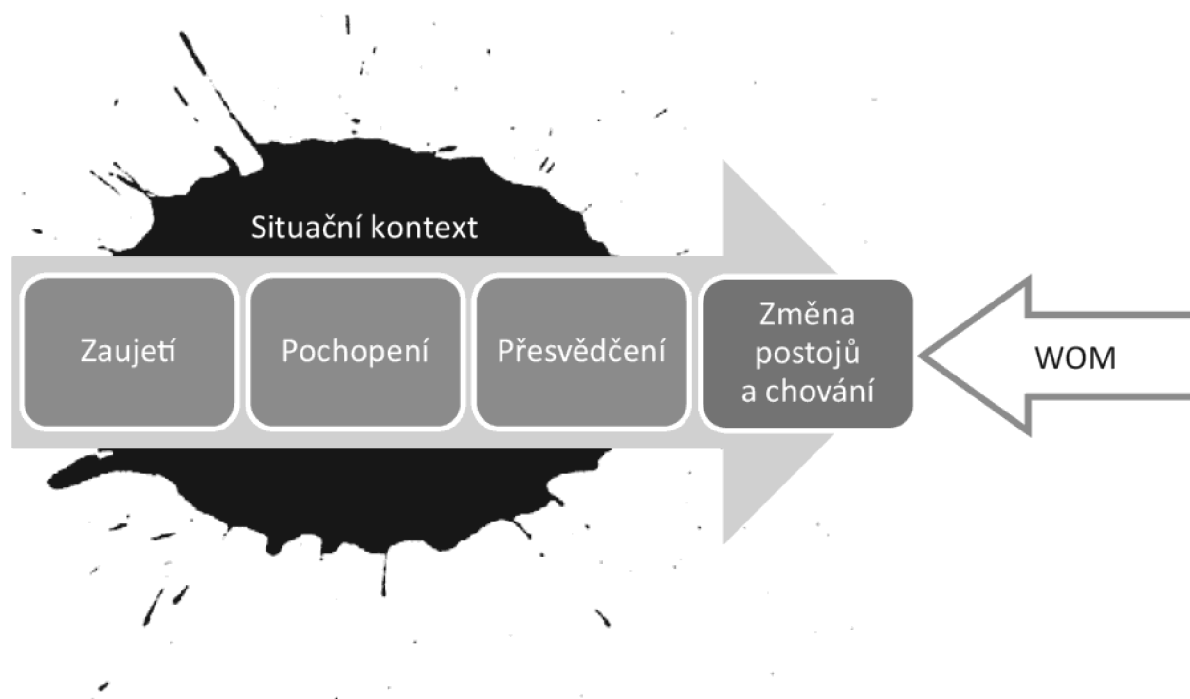 Situační kontext
Zaujetí
Pochopení
Přesvědčení
Změna
postojů
a chování
WOM